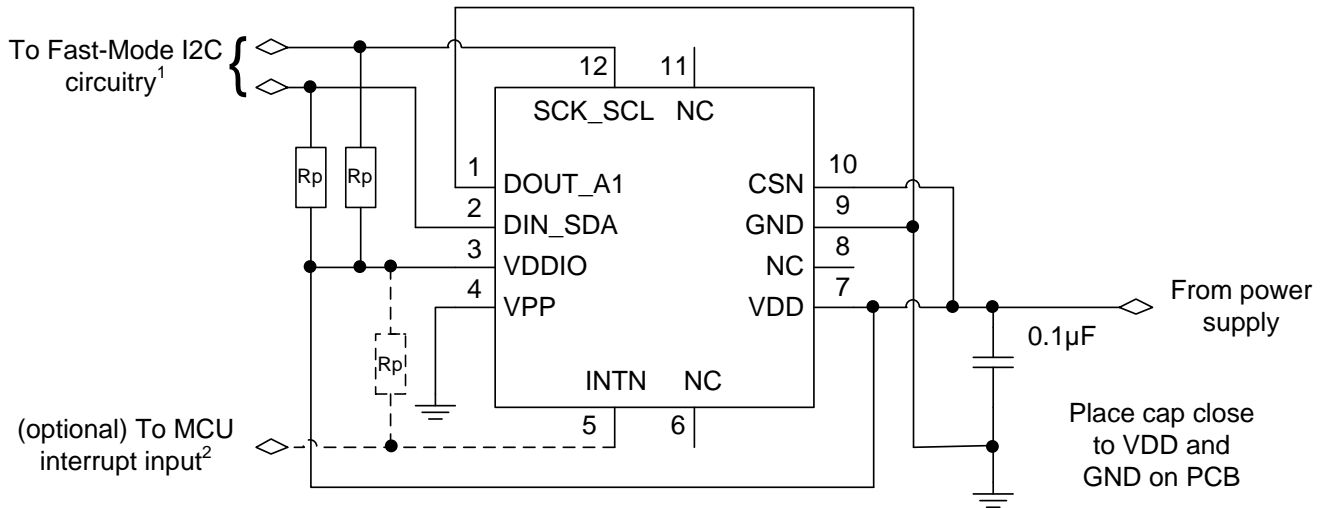 To Fast-Mode I2C
circuitry1
{
12
11
SCK_SCL NC
Rp
Rp
1
DOUT_A1
2
DIN_SDA
3
VDDIO
4
VPP
CSN
10
GND
9
NC
8
VDD
7
From power
supply
0.1µF
Rp
INTN NC
5
6
(optional) To MCU
interrupt input2
Place cap close
to VDD and
GND on PCB